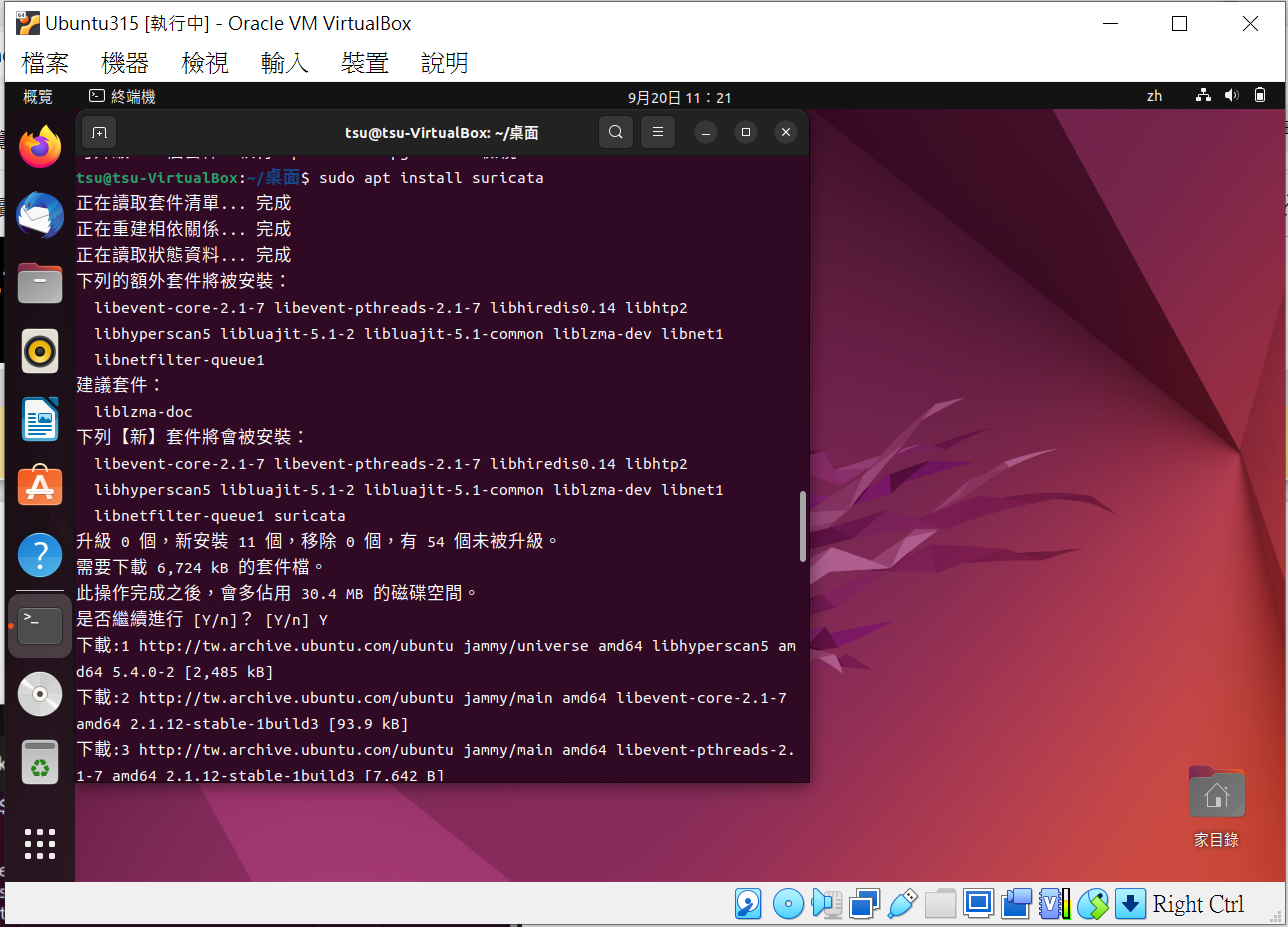 Ubuntu315 [執行中] - Oracle VM VirtualBox
檔案 機器 檢視 輸入 裝置 說明
概覽 終端機 9月20日 11：21 zh
tsu@tsu-VirtualBox: ~/桌面
tsu@tsu-VirtualBox:~/桌面$ sudo apt install suricata
正在讀取套件清單... 完成
正在重建相依關係... 完成
正在讀取狀態資料... 完成
下列的額外套件將被安裝：
libevent-core-2.1-7 libevent-pthreads-2.1-7 libhiredis0.14 libhtp2
libhyperscan5 libluajit-5.1-2 libluajit-5.1-common liblzma-dev libnet1
libnetfilter-queue1
建議套件：
liblzma-doc
下列【新】套件將會被安裝：
libevent-core-2.1-7 libevent-pthreads-2.1-7 libhiredis0.14 libhtp2
libhyperscan5 libluajit-5.1-2 libluajit-5.1-common liblzma-dev libnet1
libnetfilter-queue1 suricata
升級 0 個，新安裝 11 個，移除 0 個，有 54 個未被升級。
需要下載 6,724 kB 的套件檔。
此操作完成之後，會多佔用 30.4 MB 的磁碟空間。
是否繼續進行 [Y/n]？ [Y/n] Y
下載:1 http://tw.archive.ubuntu.com/ubuntu jammy/universe amd64 libhyperscan5 am
d64 5.4.0-2 [2,485 kB]
下載:2 http://tw.archive.ubuntu.com/ubuntu jammy/main amd64 libevent-core-2.1-7
amd64 2.1.12-stable-1build3 [93.9 kB]
下載:3 http://tw.archive.ubuntu.com/ubuntu jammy/main amd64 libevent-pthreads-2.
1-7 amd64 2.1.12-stable-1build3 [7,642 B]
家目錄
Right Ctrl